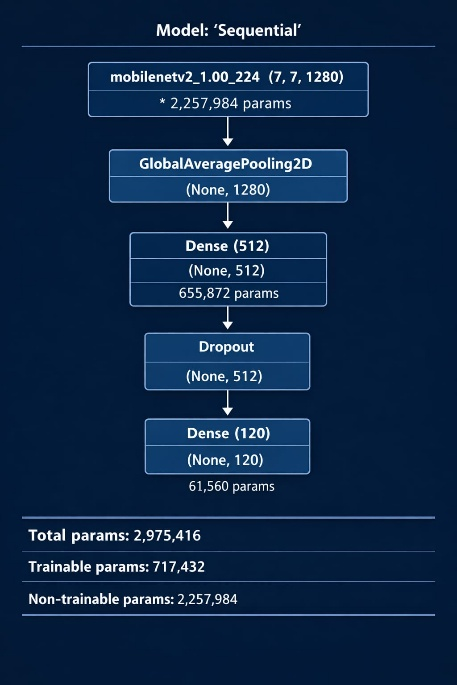 Model: ‘Sequential’
mobilenetv2_1.00_224 (7, 7, 1280)
* 2,257,984 params
GlobalAveragePooling2D
(None, 1280)
Dense (512)
(None, 512)
655,872 params
Dropout
(None, 512)
Dense (120)
(None, 120)
61,560 params
Total params: 2,975,416
Trainable params: 717,432
Non-trainable params: 2,257,984